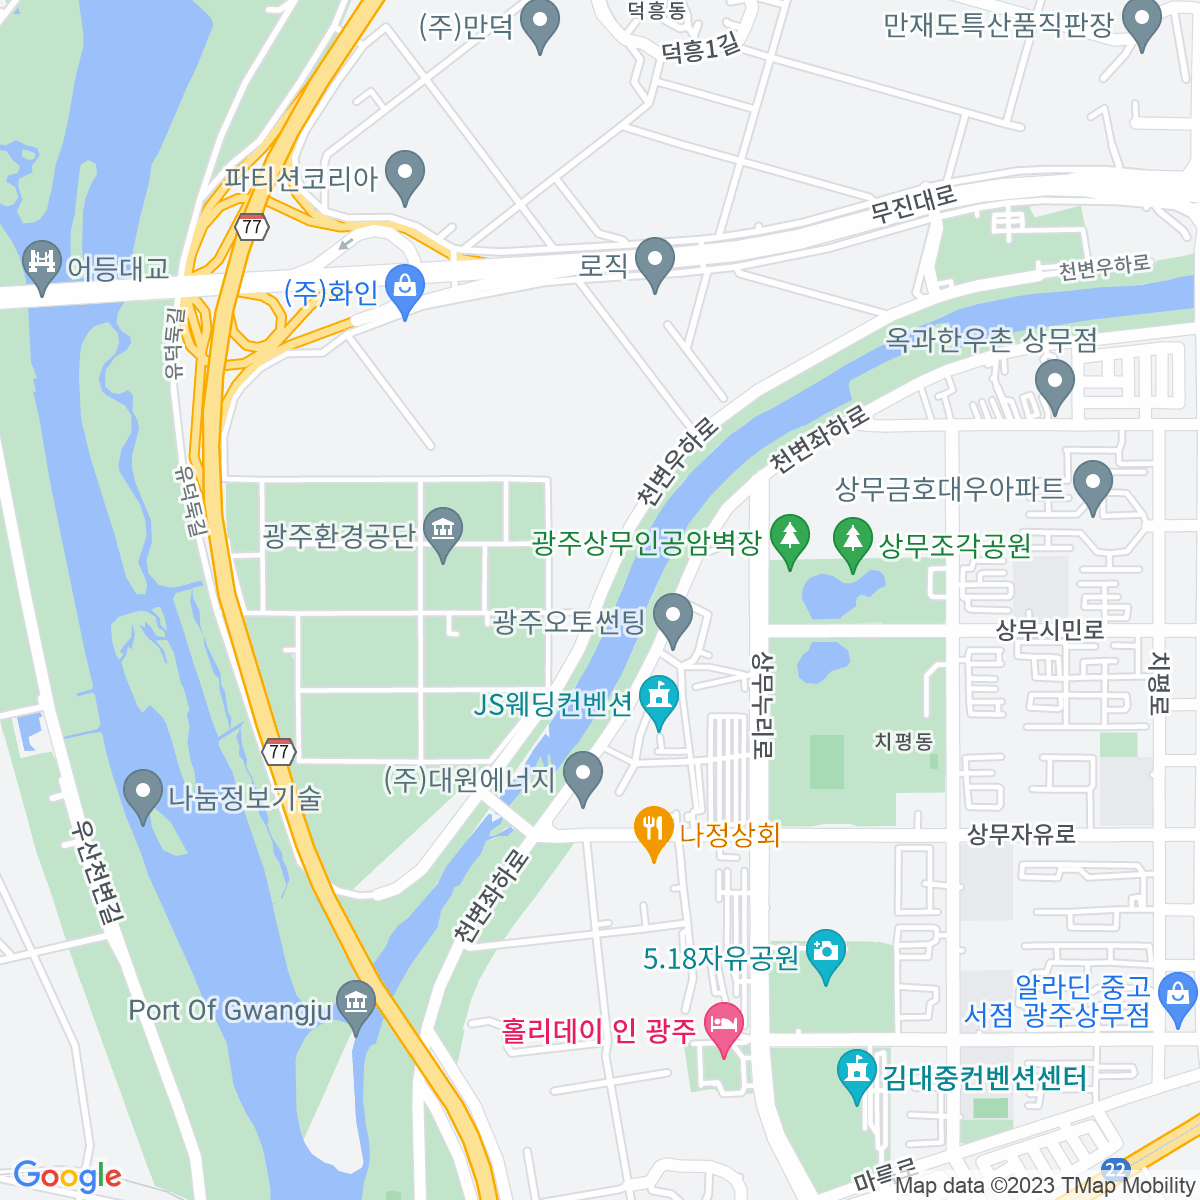 덕흥동
(주)만덕
만재도특산품직판장
덕흥1길
파티션코리아
무진대로
77
어등대교
로직
천변우하로
(주)화인
유덕둑길
옥과한우촌 상무점
천변좌하로
천변우하로
유덕둑길
상무금호대우아파트
광주환경공단
광주상무인공암벽장
상무조각공원
광주오토썬팅
상무시민로
상무누리로
치평로
JS웨딩컨벤션
치평동
77
(주)대원에너지
나눔정보기술
우산천변길
나정상회
상무자유로
천변좌하로
5.18자유공원
알라딘 중고
서점 광주상무점
Port Of Gwangju
홀리데이 인 광주
김대중컨벤션센터
마륵로
22
Google
Map data ©2023 TMap Mobility